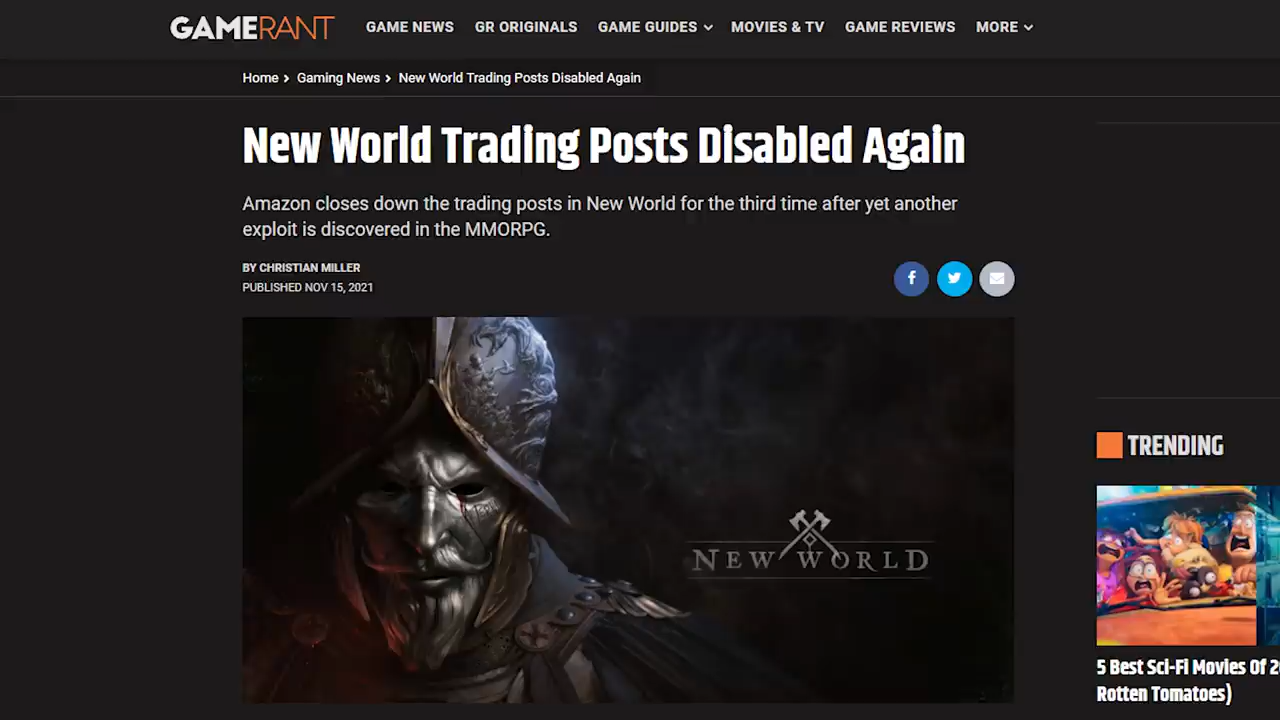 GAMERANT
GAME NEWS GR ORIGINALS GAME GUIDES MOVIES & TV GAME REVIEWS MORE
Home > Gaming News > New World Trading Posts Disabled Again
New World Trading Posts Disabled Again
Amazon closes down the trading posts in New World for the third time after yet another
exploit is discovered in the MMORPG.
BY CHRISTIAN MILLER
PUBLISHED NOV 15, 2021
NEW WORLD
TRENDING
5 Best Sci-Fi Movies Of
Rotten Tomatoes)